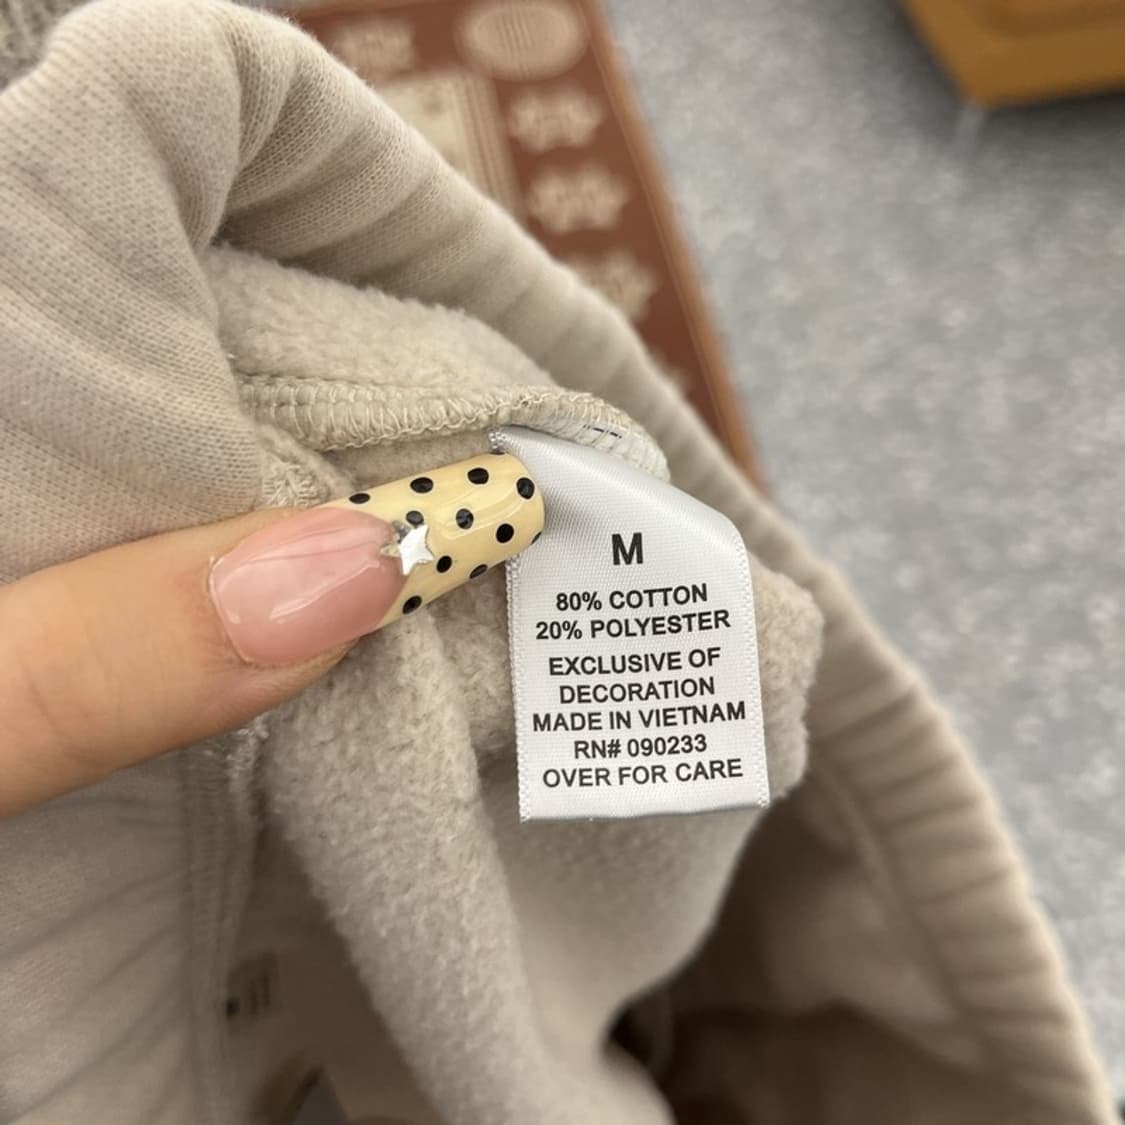 M
80% COTTON
20% POLYESTER
EXCLUSIVE OF
DECORATION
MADE IN VIETNAM
RN# 090233
OVER FOR CARE